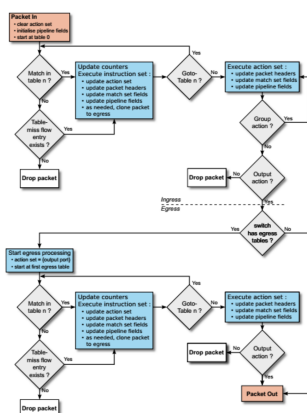 Packet In
• clear action set
• initialise pipeline fields
• start at table 0
Match in
table n ?
Yes
No
Table-
miss flow
entry
exists ?
Yes
No
Drop packet
Update counters
Execute instruction set :
• update action set
• update packet headers
• update match set fields
• update pipeline fields
• as needed, clone packet
to egress
Goto-
Table n ?
Yes
No
Execute action set :
• update packet headers
• update match set fields
• update pipeline fields
Group
action ?
Yes
No
Output
action ?
No
Yes
Drop packet
Ingress
Egress
switch
has egress
tables ?
Yes
No
Start egress processing
• action set = {output port}
• start at first egress table
Match in
table n ?
Yes
No
Table-
miss flow
entry
exists ?
Yes
No
Drop packet
Update counters
Execute instruction set :
• update action set
• update packet headers
• update match set fields
• update pipeline fields
• as needed, clone packet
to egress
Goto-
Table n ?
Yes
No
Execute action set :
• update packet headers
• update match set fields
• update pipeline fields
Output
action ?
No
Yes
Drop packet
Packet Out